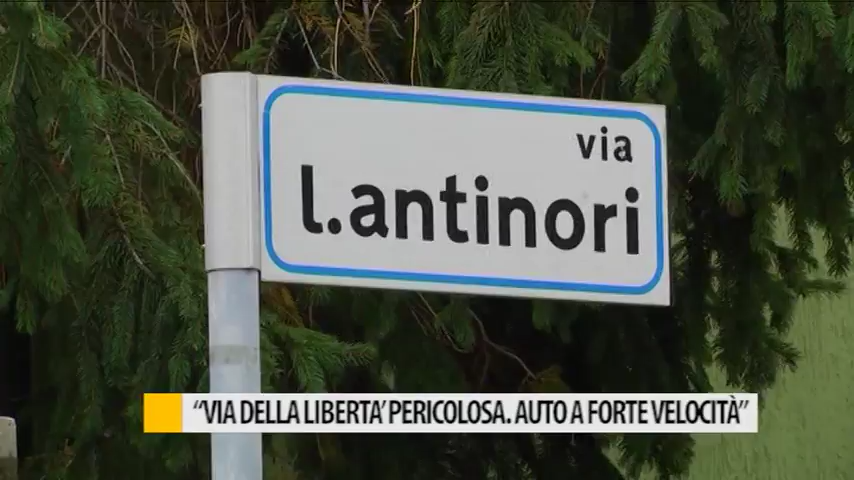 via
l.antinori
“VIA DELLA LIBERTA’ PERICOLOSA. AUTO A FORTE VELOCITÀ”